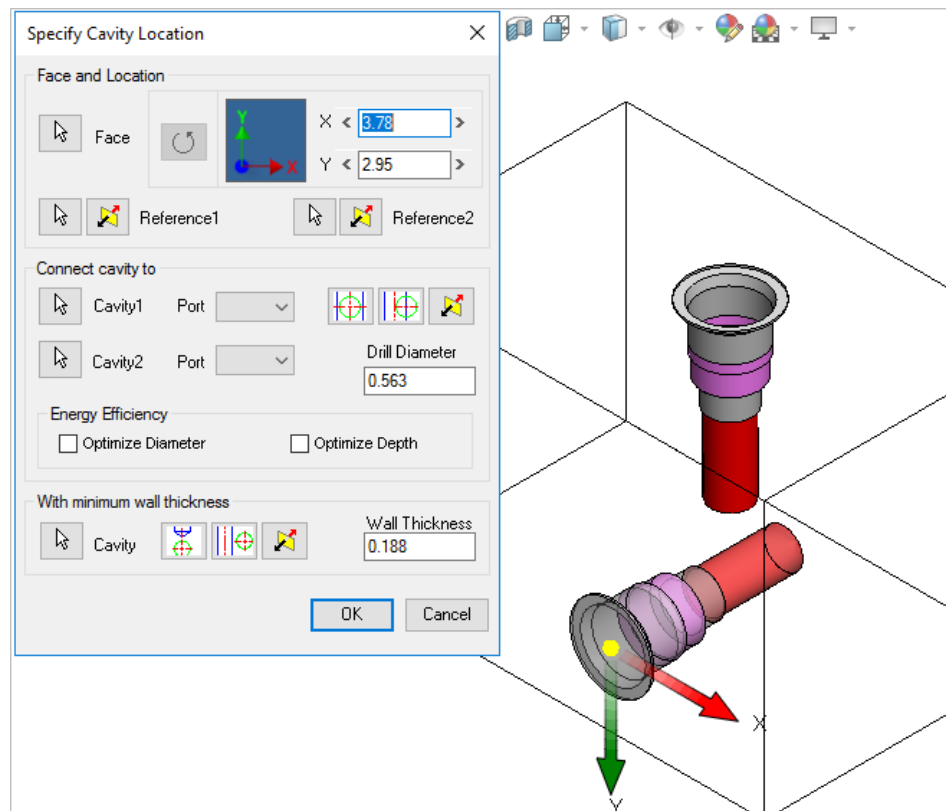 Specify Cavity Location
Face and Location
Face
Y
X
X < 3.78 >
Y < 2.95 >
Reference1
Reference2
Connect cavity to
Cavity1 Port
Cavity2 Port
Drill Diameter
0.563
Energy Efficiency
Optimize Diameter
Optimize Depth
With minimum wall thickness
Cavity
Wall Thickness
0.188
OK
Cancel
X
Y